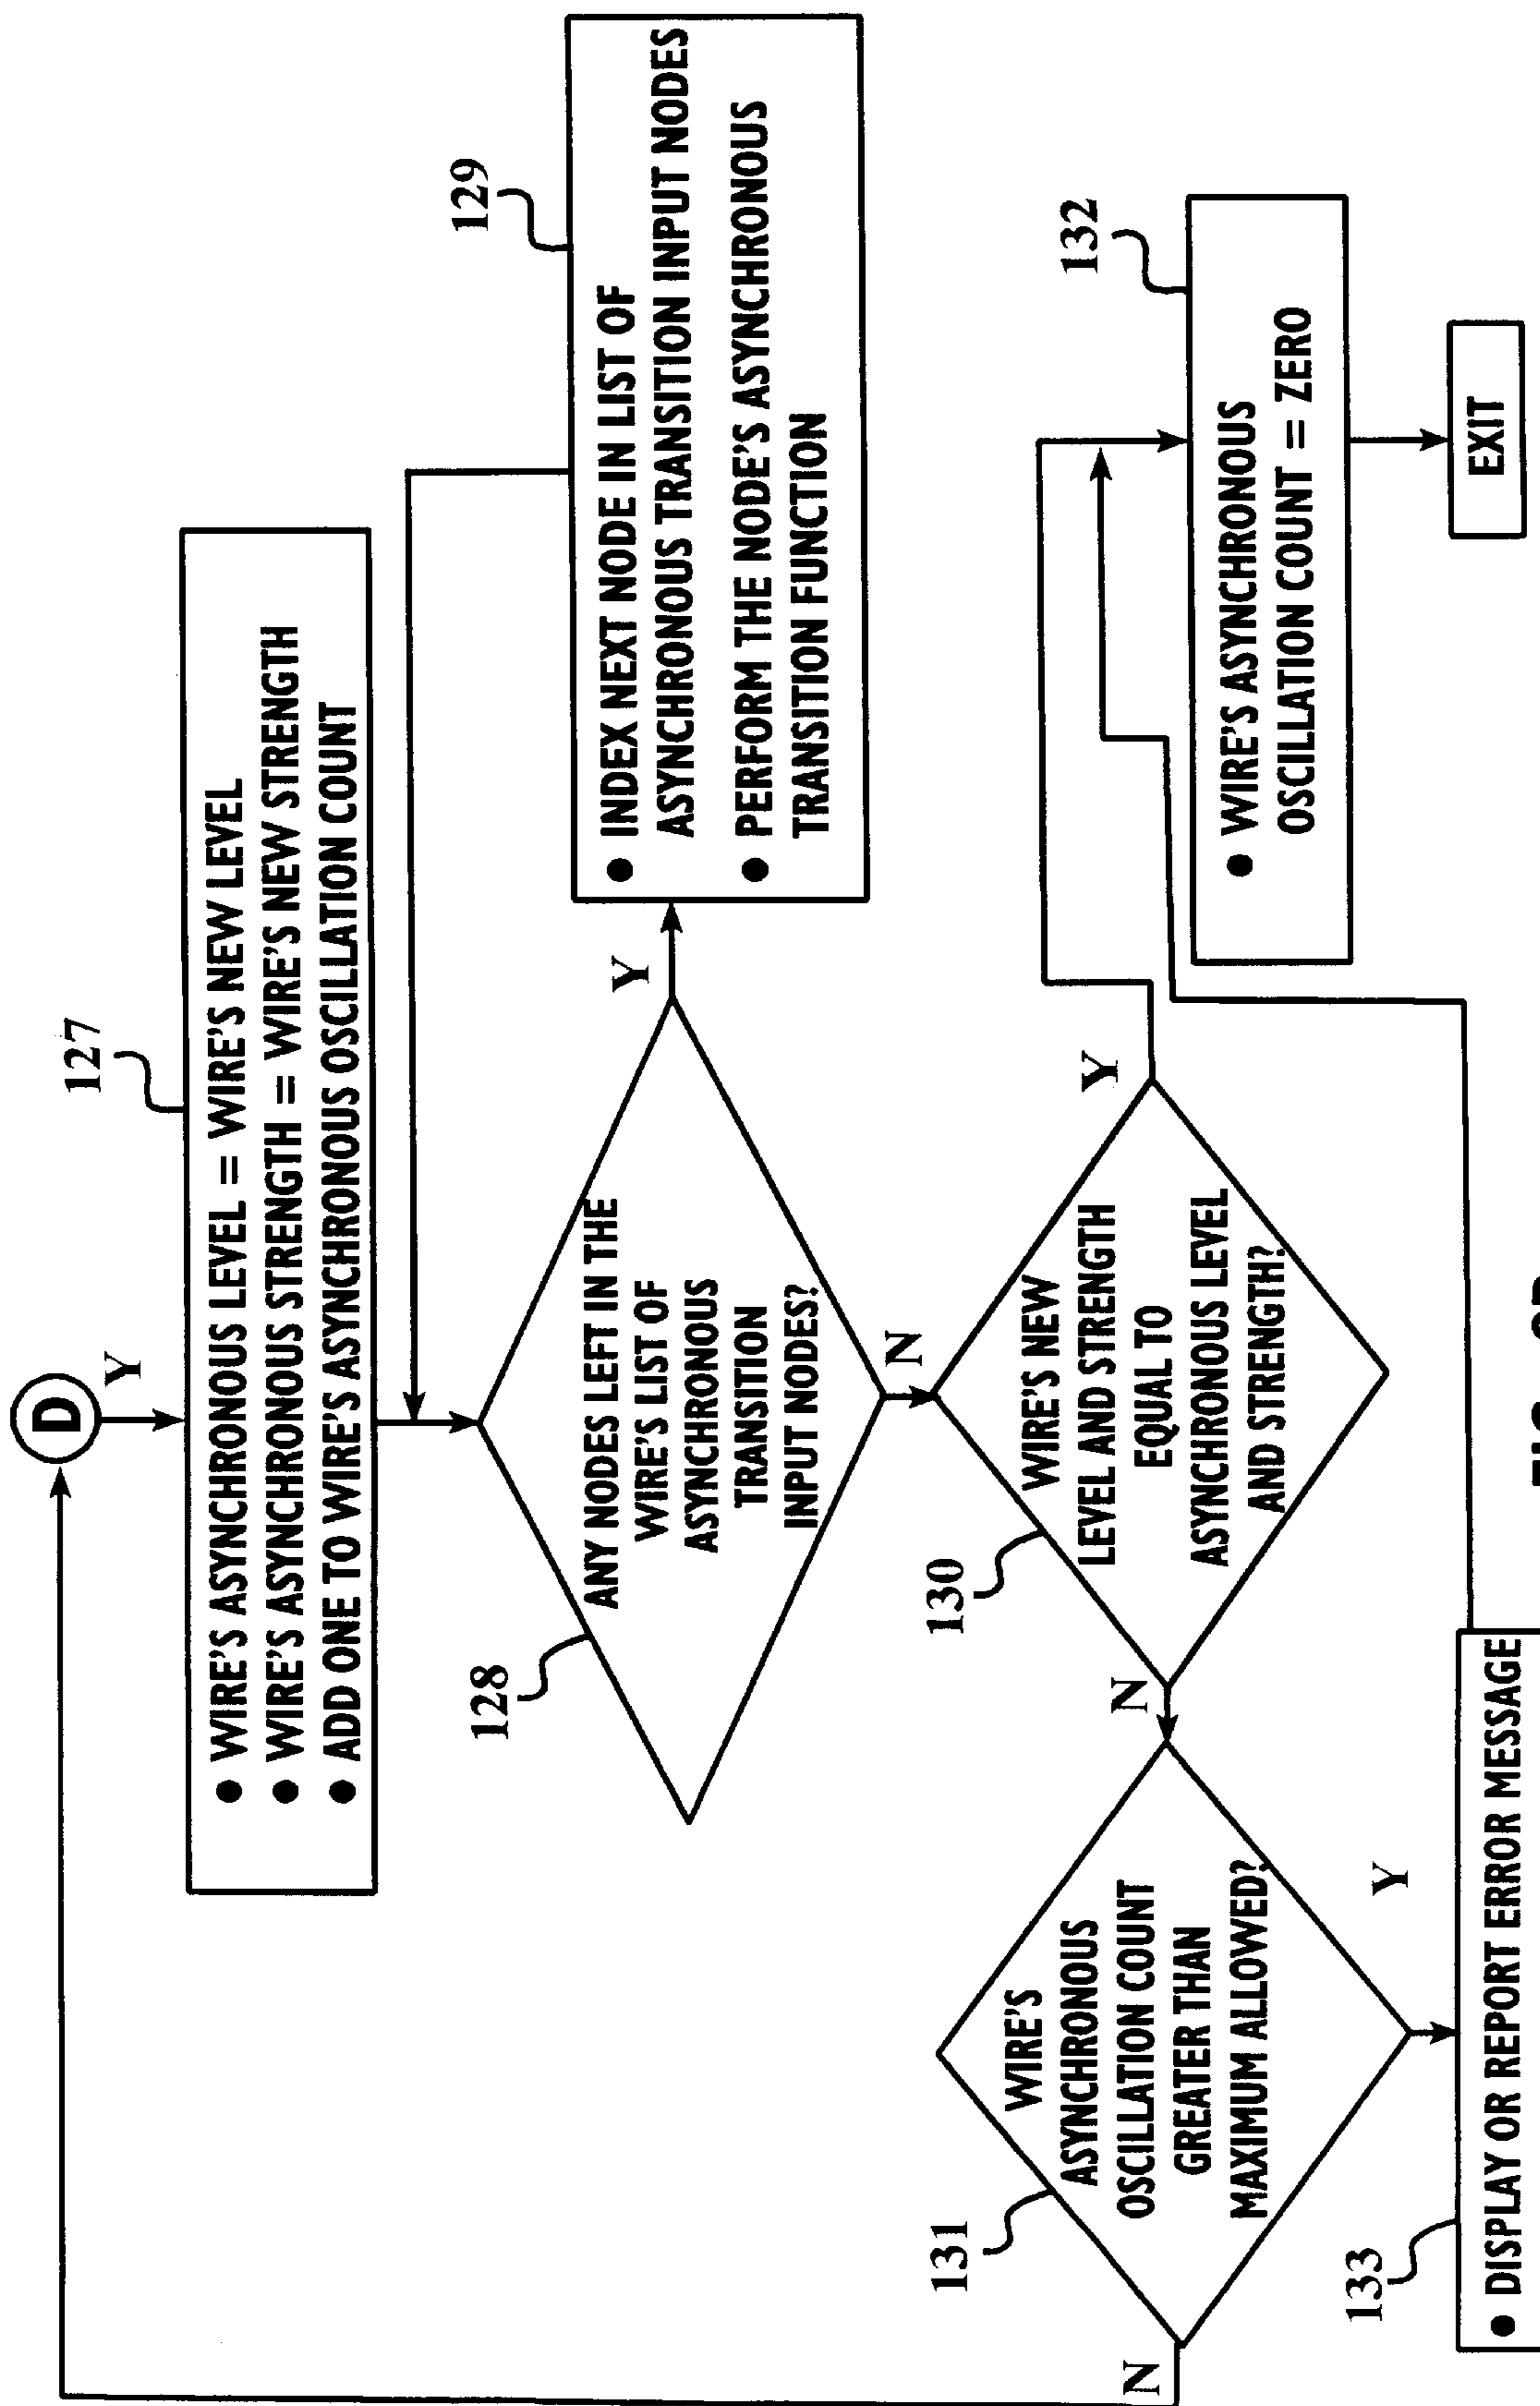 D
Y
127
● WIRE'S ASYNCHRONOUS LEVEL = WIRE'S NEW LEVEL
● WIRE'S ASYNCHRONOUS STRENGTH = WIRE'S NEW STRENGTH
● ADD ONE TO WIRE'S ASYNCHRONOUS OSCILLATION COUNT
128
ANY NODES LEFT IN THE
WIRE'S LIST OF
ASYNCHRONOUS
TRANSITION
INPUT NODES?
Y
N
129
● INDEX NEXT NODE IN LIST OF
ASYNCHRONOUS TRANSITION INPUT NODES
● PERFORM THE NODE'S ASYNCHRONOUS
TRANSITION FUNCTION
130
WIRE'S NEW
LEVEL AND STRENGTH
EQUAL TO
ASYNCHRONOUS LEVEL
AND STRENGTH?
Y
N
131
WIRE'S
ASYNCHRONOUS
OSCILLATION COUNT
GREATER THAN
MAXIMUM ALLOWED?
N
Y
132
● WIRE'S ASYNCHRONOUS
OSCILLATION COUNT = ZERO
EXIT
133
● DISPLAY OR REPORT ERROR MESSAGE